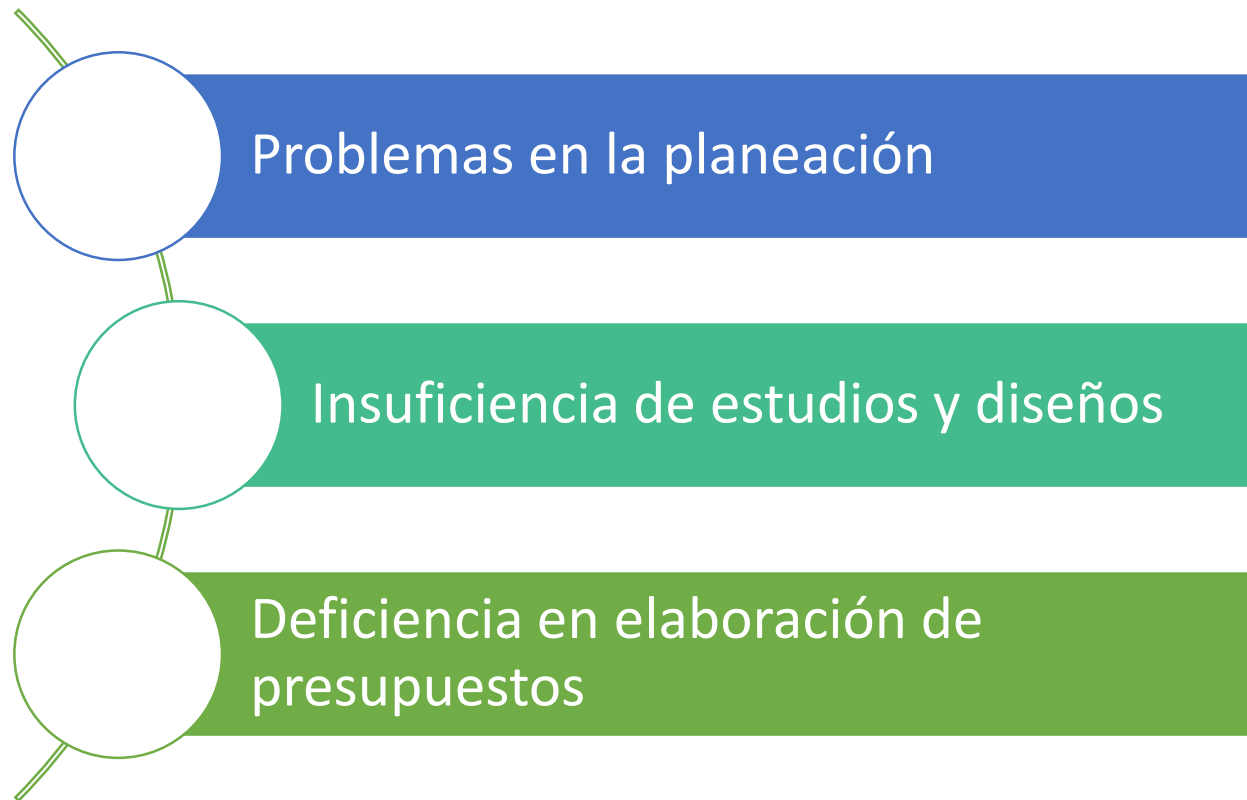 Problemas en la planeación
Insuficiencia de estudios y diseños
Deficiencia en elaboración de
presupuestos